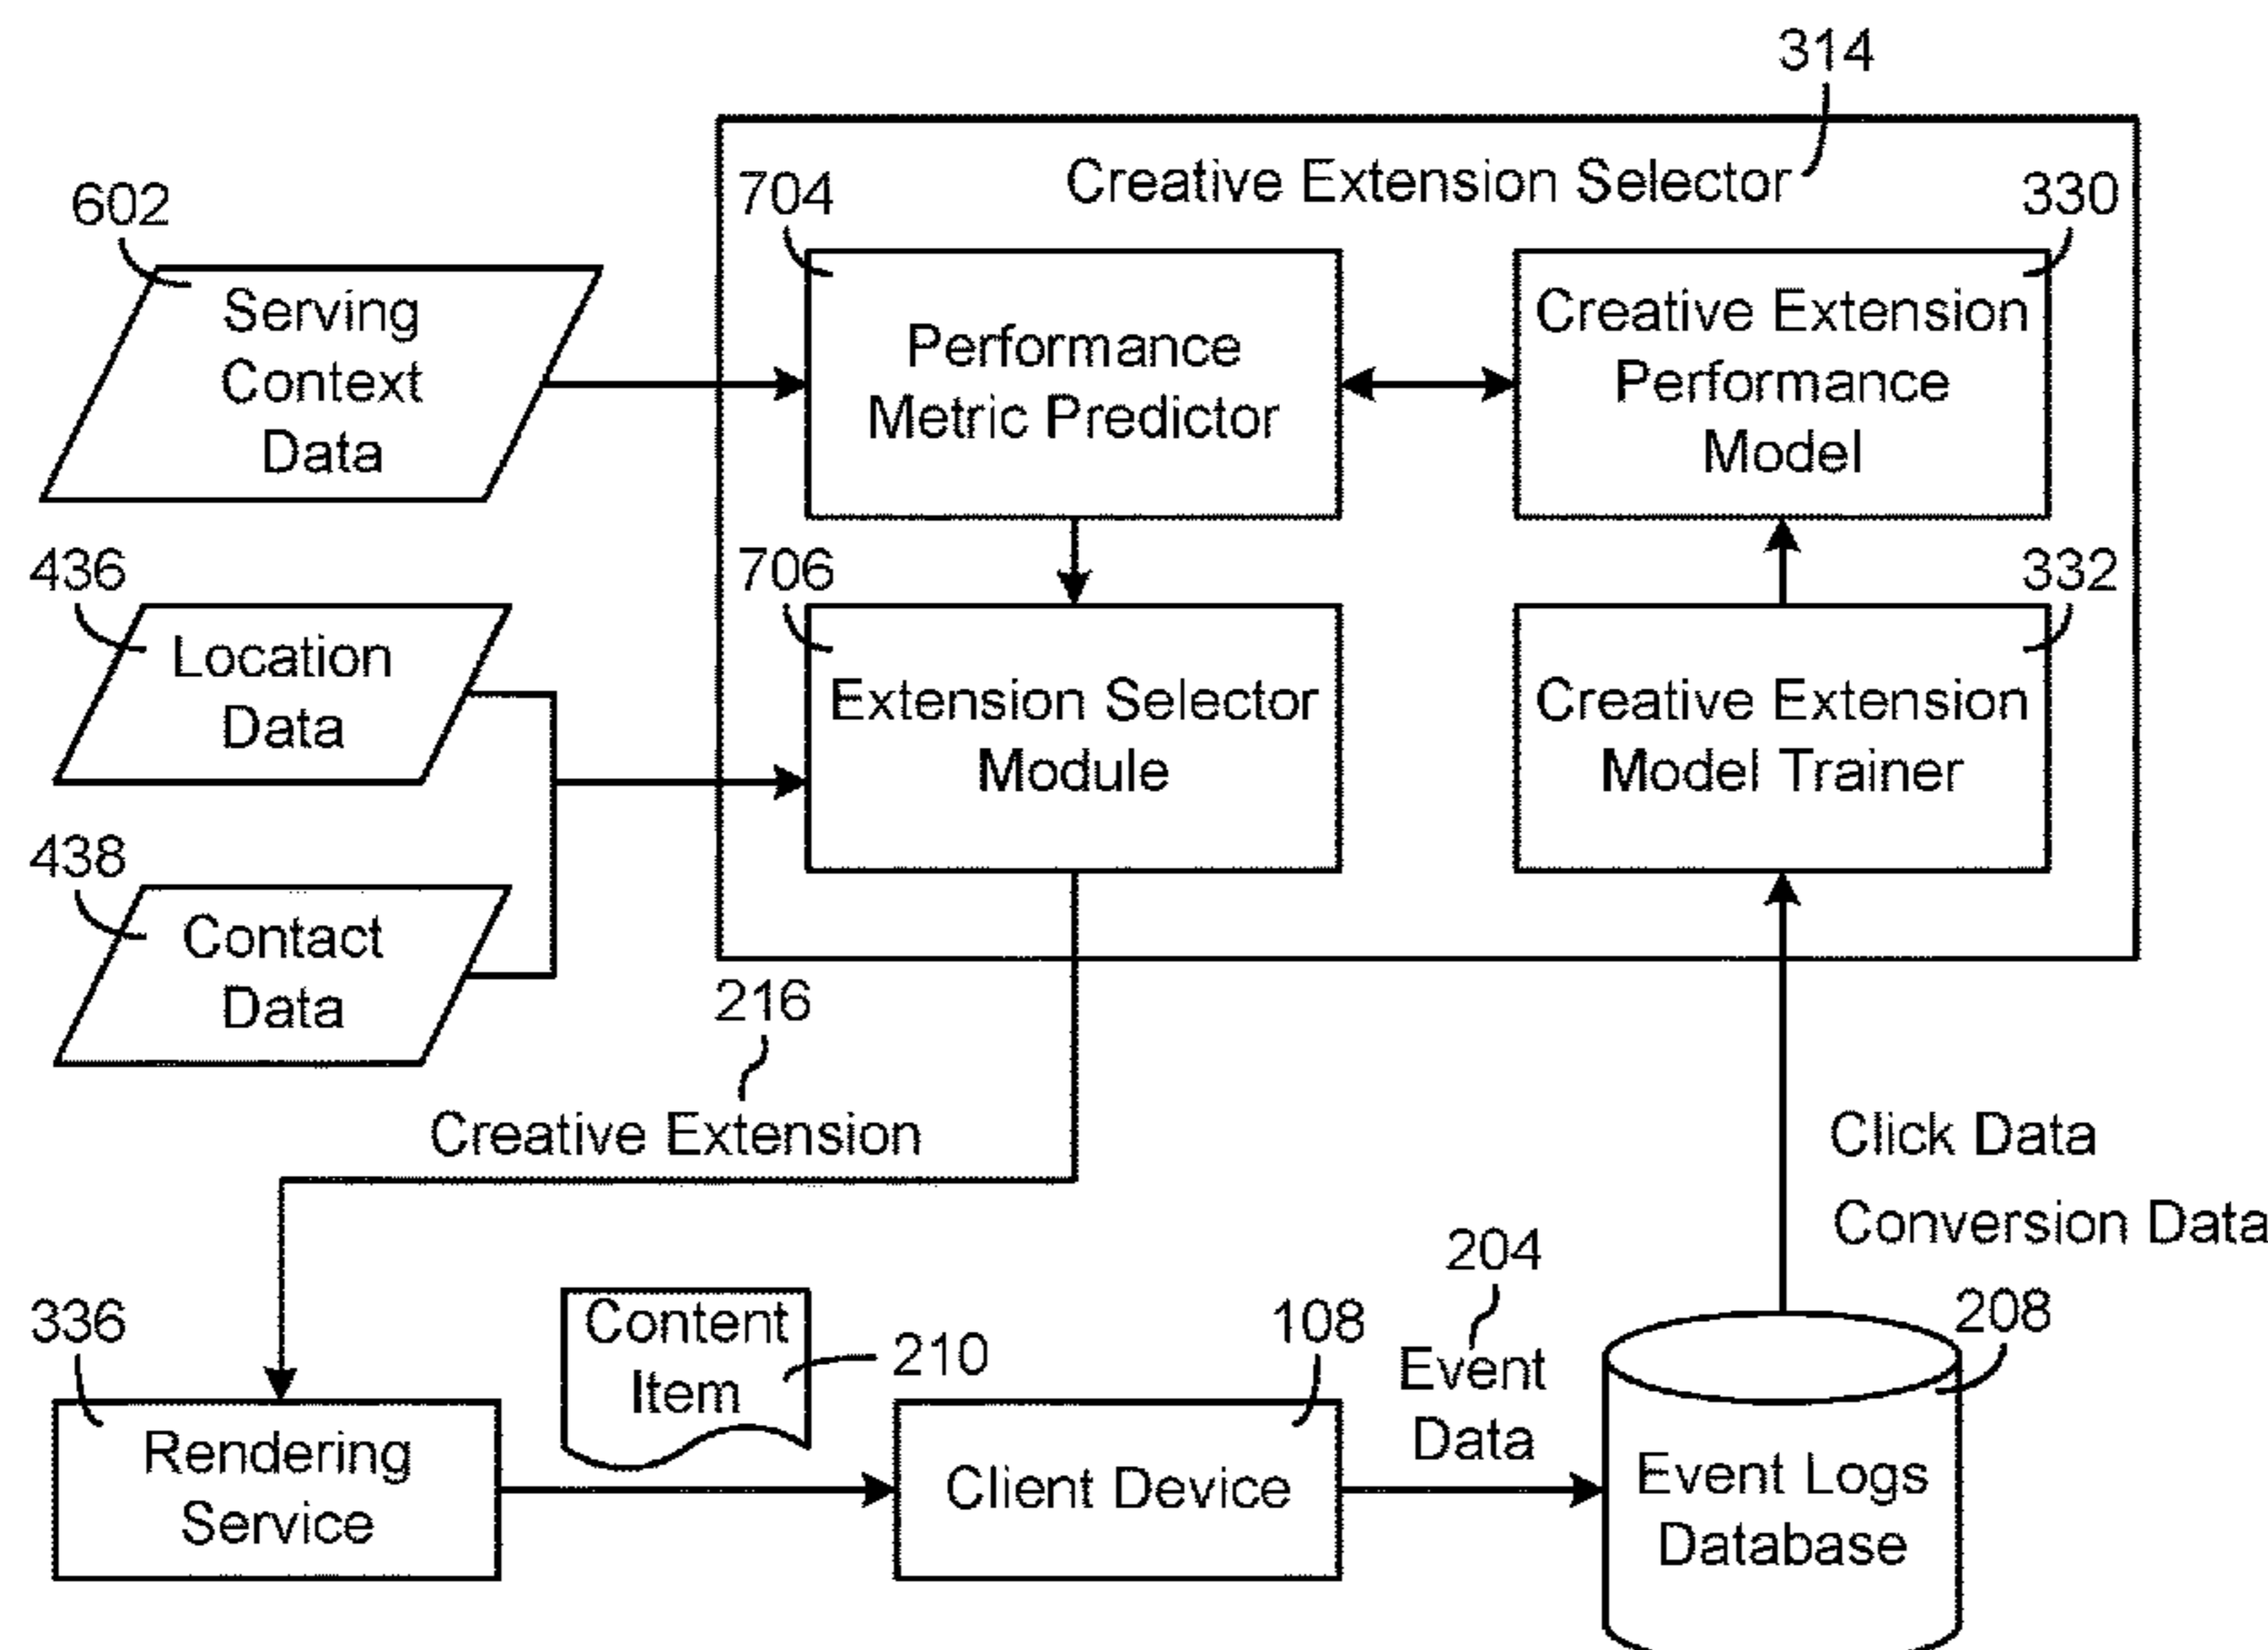 314
Creative Extension Selector
602
704
330
Serving
Context
Data
Performance
Metric Predictor
Creative Extension
Performance
Model
436
706
332
Location
Data
Extension Selector
Module
Creative Extension
Model Trainer
438
Contact
Data
216
Creative Extension
Click Data
Conversion Data
204
Event
Data
208
336
Content
Item
210
108
Rendering
Service
Client Device
Event Logs
Database